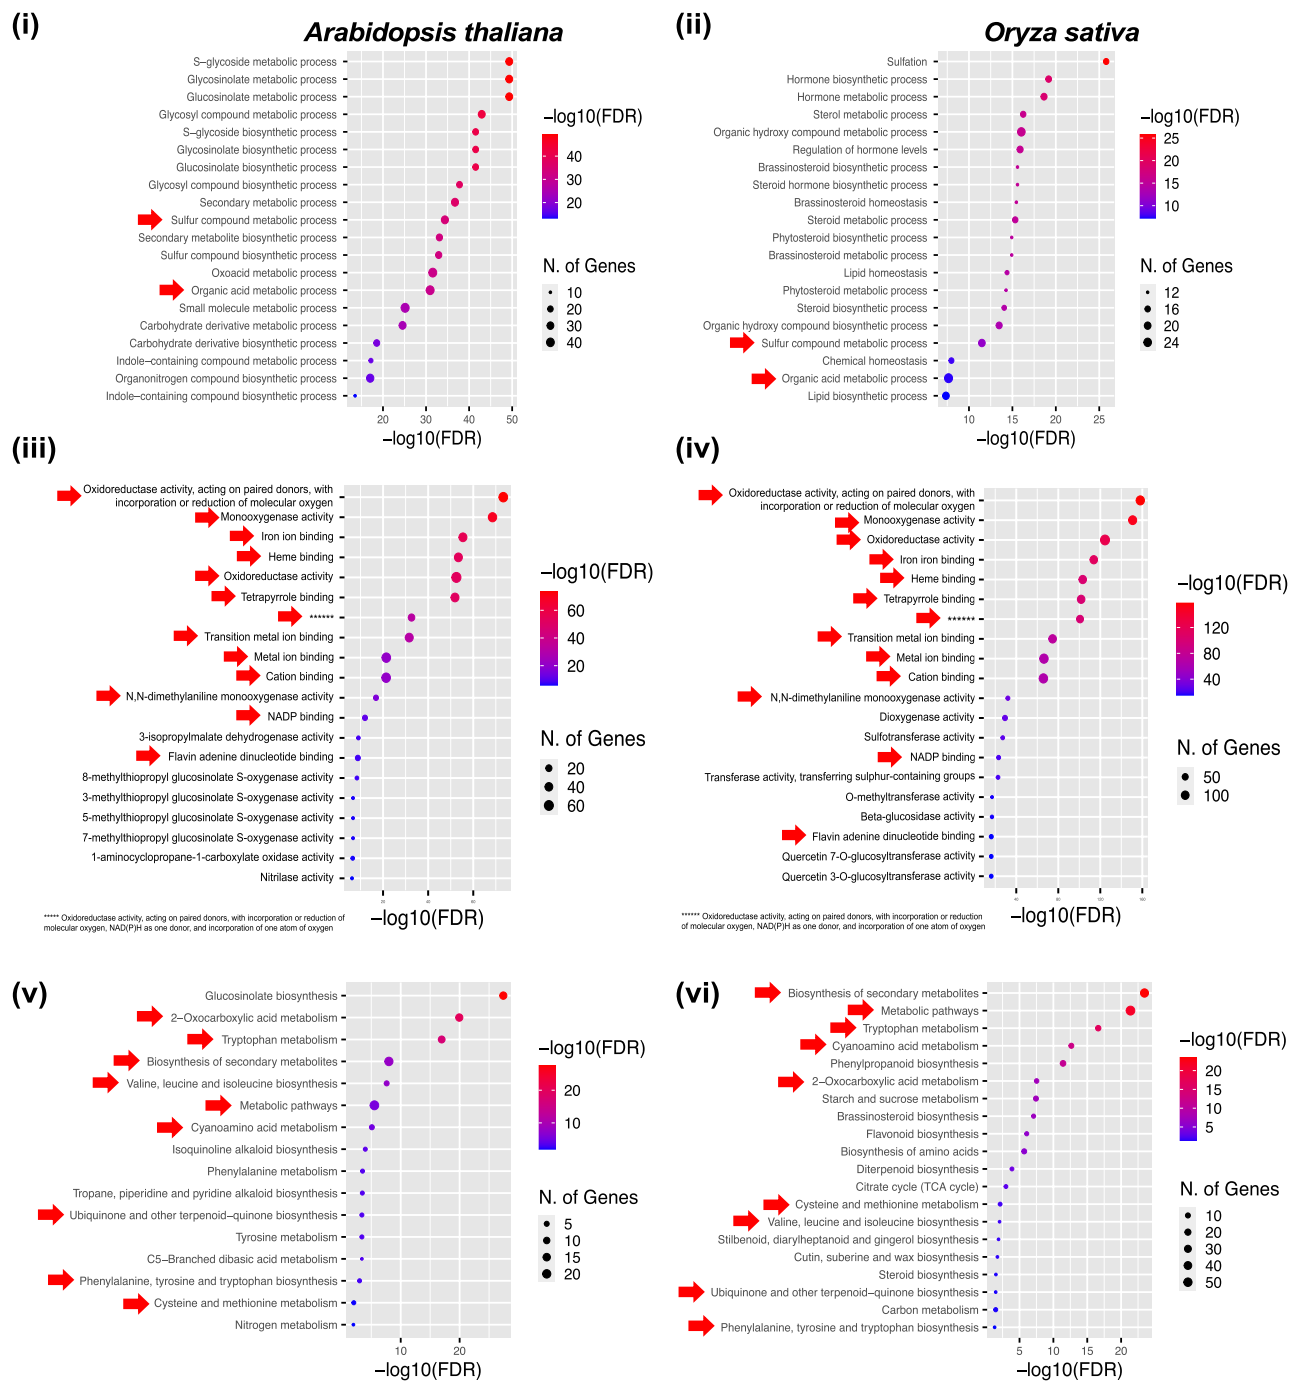 (i)
Arabidopsis thaliana
S−glycoside metabolic process
Glycosinolate metabolic process
Glucosinolate metabolic process
Glycosyl compound metabolic process
S−glycoside biosynthetic process
Glycosinolate biosynthetic process
Glucosinolate biosynthetic process
Glycosyl compound biosynthetic process
Secondary metabolic process
Sulfur compound metabolic process
Secondary metabolite biosynthetic process
Sulfur compound biosynthetic process
Oxoacid metabolic process
Organic acid metabolic process
Small molecule metabolic process
Carbohydrate derivative metabolic process
Carbohydrate derivative biosynthetic process
Indole−containing compound metabolic process
Organonitrogen compound biosynthetic process
Indole−containing compound biosynthetic process
20 30 40 50
−log10(FDR)
−log10(FDR)
40
30
20
N. of Genes
10
20
30
40
(ii)
Oryza sativa
Sulfation
Hormone biosynthetic process
Hormone metabolic process
Sterol metabolic process
Organic hydroxy compound metabolic process
Regulation of hormone levels
Brassinosteroid biosynthetic process
Steroid hormone biosynthetic process
Brassinosteroid homeostasis
Steroid metabolic process
Phytosteroid biosynthetic process
Brassinosteroid metabolic process
Lipid homeostasis
Phytosteroid metabolic process
Steroid biosynthetic process
Organic hydroxy compound biosynthetic process
Sulfur compound metabolic process
Chemical homeostasis
Organic acid metabolic process
Lipid biosynthetic process
10 15 20 25
−log10(FDR)
−log10(FDR)
25
20
15
10
N. of Genes
12
16
20
24
(iii)
Oxidoreductase activity, acting on paired donors, with
incorporation or reduction of molecular oxygen
Monooxygenase activity
Iron ion binding
Heme binding
Oxidoreductase activity
Tetrapyrrole binding
******
Transition metal ion binding
Metal ion binding
Cation binding
N,N-dimethylaniline monooxygenase activity
NADP binding
3-isopropylmalate dehydrogenase activity
Flavin adenine dinucleotide binding
8-methylthiopropyl glucosinolate S-oxygenase activity
3-methylthiopropyl glucosinolate S-oxygenase activity
5-methylthiopropyl glucosinolate S-oxygenase activity
7-methylthiopropyl glucosinolate S-oxygenase activity
1-aminocyclopropane-1-carboxylate oxidase activity
Nitrilase activity
20 40 60
−log10(FDR)
***** Oxidoreductase activity, acting on paired donors, with incorporation or reduction of
molecular oxygen, NAD(P)H as one donor, and incorporation of one atom of oxygen
−log10(FDR)
60
40
20
N. of Genes
20
40
60
(iv)
Oxidoreductase activity, acting on paired donors, with
incorporation or reduction of molecular oxygen
Monooxygenase activity
Oxidoreductase activity
Iron iron binding
Heme binding
Tetrapyrrole binding
******
Transition metal ion binding
Metal ion binding
Cation binding
N,N-dimethylaniline monooxygenase activity
Dioxygenase activity
Sulfotransferase activity
NADP binding
Transferase activity, transferring sulphur-containing groups
O-methyltransferase activity
Beta-glucosidase activity
Flavin adenine dinucleotide binding
Quercetin 7-O-glucosyltransferase activity
Quercetin 3-O-glucosyltransferase activity
−log10(FDR)
****** Oxidoreductase activity, acting on paired donors, with incorporation or reduction
of molecular oxygen, NAD(P)H as one donor, and incorporation of one atom of oxygen
−log10(FDR)
120
80
40
N. of Genes
50
100
(v)
Glucosinolate biosynthesis
2−Oxocarboxylic acid metabolism
Tryptophan metabolism
Biosynthesis of secondary metabolites
Valine, leucine and isoleucine biosynthesis
Metabolic pathways
Cyanoamino acid metabolism
Isoquinoline alkaloid biosynthesis
Phenylalanine metabolism
Tropane, piperidine and pyridine alkaloid biosynthesis
Ubiquinone and other terpenoid−quinone biosynthesis
Tyrosine metabolism
C5−Branched dibasic acid metabolism
Phenylalanine, tyrosine and tryptophan biosynthesis
Cysteine and methionine metabolism
Nitrogen metabolism
10 20
−log10(FDR)
−log10(FDR)
20
10
N. of Genes
5
10
15
20
(vi)
Biosynthesis of secondary metabolites
Metabolic pathways
Tryptophan metabolism
Cyanoamino acid metabolism
Phenylpropanoid biosynthesis
2−Oxocarboxylic acid metabolism
Starch and sucrose metabolism
Brassinosteroid biosynthesis
Flavonoid biosynthesis
Biosynthesis of amino acids
Diterpenoid biosynthesis
Citrate cycle (TCA cycle)
Cysteine and methionine metabolism
Valine, leucine and isoleucine biosynthesis
Stilbenoid, diarylheptanoid and gingerol biosynthesis
Cutin, suberine and wax biosynthesis
Steroid biosynthesis
Ubiquinone and other terpenoid−quinone biosynthesis
Carbon metabolism
Phenylalanine, tyrosine and tryptophan biosynthesis
5 10 15 20
−log10(FDR)
−log10(FDR)
20
15
10
5
N. of Genes
10
20
30
40
50